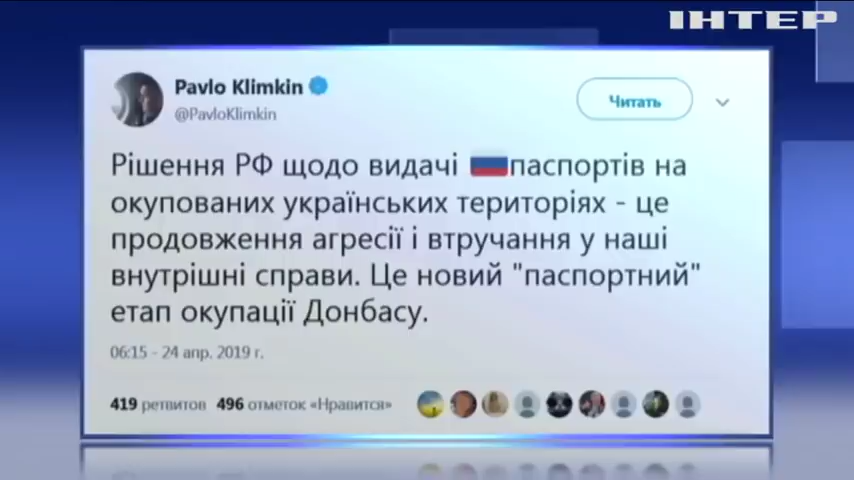 ІНТЕР
Pavlo Klimkin
@PavloKlimkin
Читать
Рішення РФ щодо видачі 🇷🇺паспортів на
окупованих українських територіях - це
продовження агресії і втручання у наші
внутрішні справи. Це новий "паспортний"
етап окупації Донбасу.
06:15 - 24 апр. 2019 г.
419 ретвитов 496 отметок «Нравится»